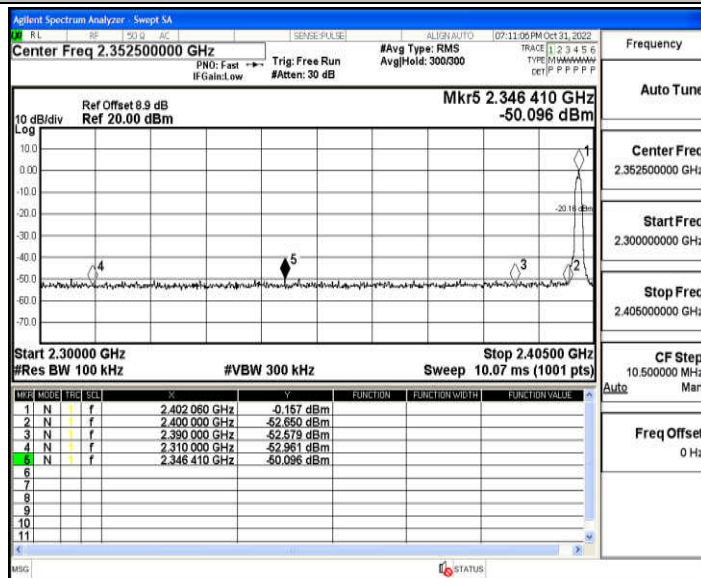 Agilent Spectrum Analyzer - Swept SA
RL RF 50 Ω AC SENSE:PULSE ALIGN AUTO 07:11:06 PM Oct 31, 2022
Center Freq 2.352500000 GHz
PNO: Fast
IFGain:Low
Trig: Free Run
#Atten: 30 dB
#Avg Type: RMS
Avg|Hold: 300/300
TRACE 1 2 3 4 5 6
TYPE M W W W W W
DET P P P P P P
Frequency
Auto Tune
Center Freq
2.352500000 GHz
Start Freq
2.300000000 GHz
Stop Freq
2.405000000 GHz
CF Step
10.500000 MHz
Auto Man
Freq Offset
0 Hz
Ref Offset 8.9 dB
10 dB/div Ref 20.00 dBm
Log
Mkr5 2.346 410 GHz
-50.096 dBm
10.0
0.00
-10.0
-20.0
-30.0
-40.0
-50.0
-60.0
-70.0
1
-20.16 dBm
2
3
4
5
Start 2.30000 GHz Stop 2.40500 GHz
#Res BW 100 kHz #VBW 300 kHz Sweep 10.07 ms (1001 pts)
MKR MODE TRC SCL X Y FUNCTION FUNCTION WIDTH FUNCTION VALUE
1 N 1 f 2.402 060 GHz -0.157 dBm
2 N 1 f 2.400 000 GHz -52.650 dBm
3 N 1 f 2.390 000 GHz -52.579 dBm
4 N 1 f 2.310 000 GHz -52.961 dBm
5 N 1 f 2.346 410 GHz -50.096 dBm
6
7
8
9
10
11
MSG STATUS